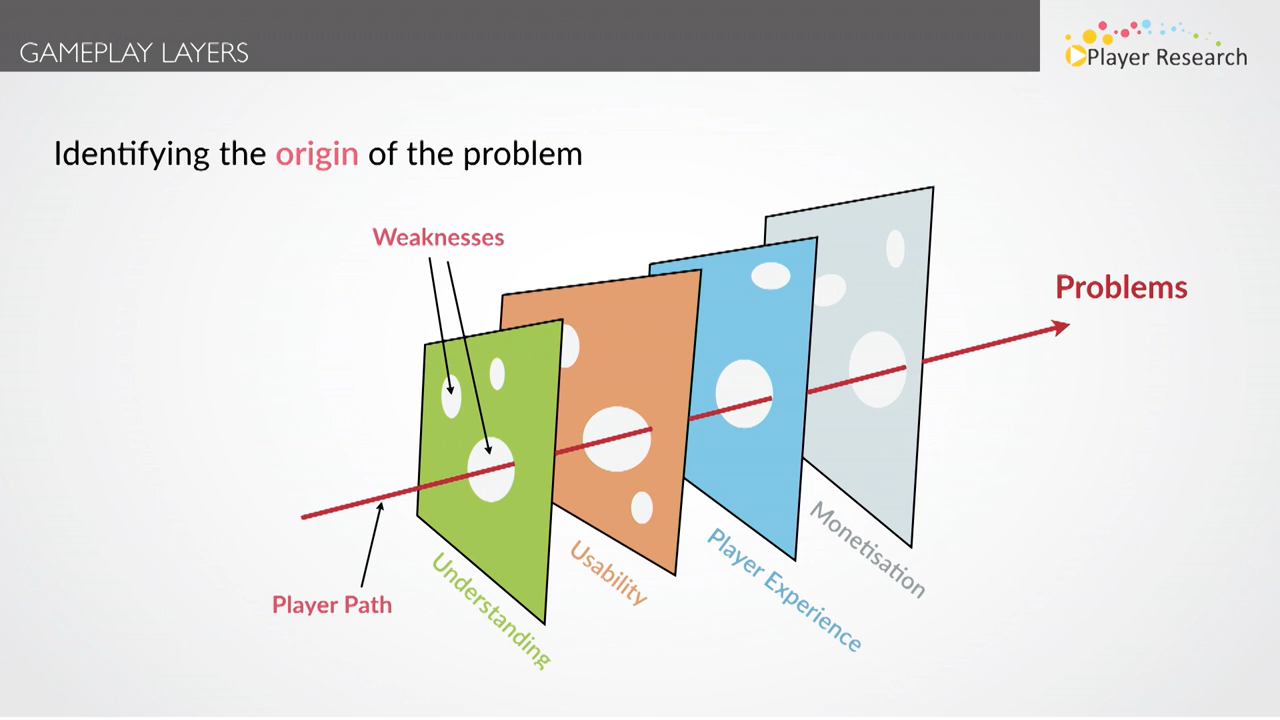 GAMEPLAY LAYERS
Player Research
Identifying the origin of the problem
Weaknesses
Problems
Player Path
Understanding
Usability
Player Experience
Monetisation